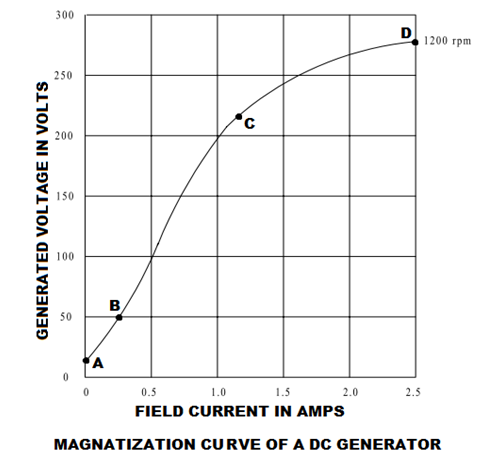 300
250
200
150
100
50
0
GENERATED VOLTAGE IN VOLTS
A
B
C
D
1200 rpm
0 0.5 1.0 1.5 2.0 2.5
FIELD CURRENT IN AMPS
MAGNATIZATION CURVE OF A DC GENERATOR